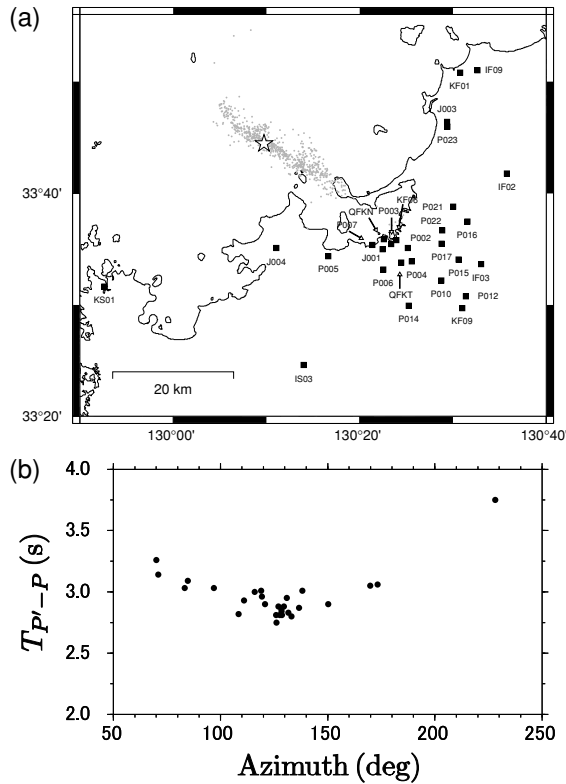 (a)
IF09
KF01
J003
P023
33°40'
IF02
KF06
P021
QFKN
P003
P022
P007
P002
P016
J004
P005
J001
P017
P015
IF03
KS01
P006
P004
P010
P012
QFKT
KF09
P014
20 km
IS03
33°20'
130°00' 130°20' 130°40'
(b)
4.0
3.5
3.0
2.5
2.0
T_{P'−P} (s)
50 100 150 200 250
Azimuth (deg)